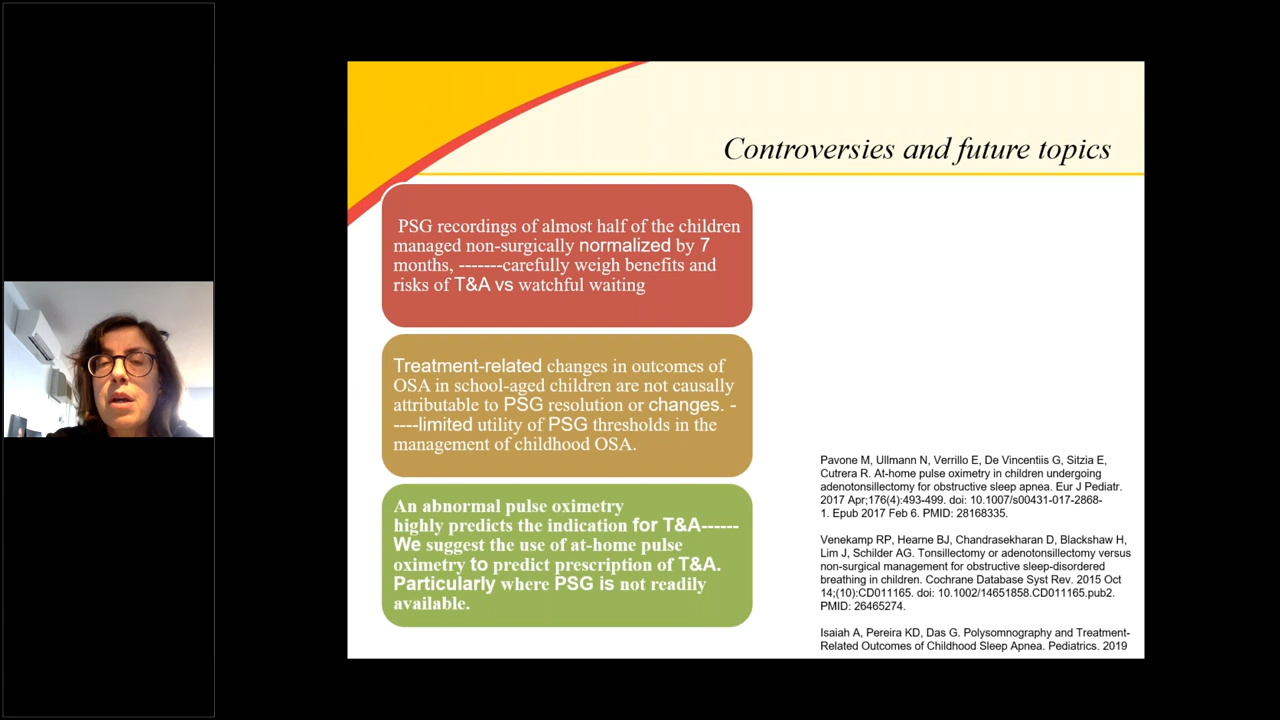 Controversies and future topics
PSG recordings of almost half of the children
managed non-surgically normalized by 7
months, -------carefully weigh benefits and
risks of T&A vs watchful waiting
Treatment-related changes in outcomes of
OSA in school-aged children are not causally
attributable to PSG resolution or changes. -
----limited utility of PSG thresholds in the
management of childhood OSA.
An abnormal pulse oximetry
highly predicts the indication for T&A------
We suggest the use of at-home pulse
oximetry to predict prescription of T&A.
Particularly where PSG is not readily
available.
Pavone M, Ullmann N, Verrillo E, De Vincentiis G, Sitzia E,
Cutrera R. At-home pulse oximetry in children undergoing
adenotonsillectomy for obstructive sleep apnea. Eur J Pediatr.
2017 Apr;176(4):493-499. doi: 10.1007/s00431-017-2868-
1. Epub 2017 Feb 6. PMID: 28168335.
Venekamp RP, Hearne BJ, Chandrasekharan D, Blackshaw H,
Lim J, Schilder AG. Tonsillectomy or adenotonsillectomy versus
non-surgical management for obstructive sleep-disordered
breathing in children. Cochrane Database Syst Rev. 2015 Oct
14;(10):CD011165. doi: 10.1002/14651858.CD011165.pub2.
PMID: 26465274.
Isaiah A, Pereira KD, Das G. Polysomnography and Treatment-
Related Outcomes of Childhood Sleep Apnea. Pediatrics. 2019